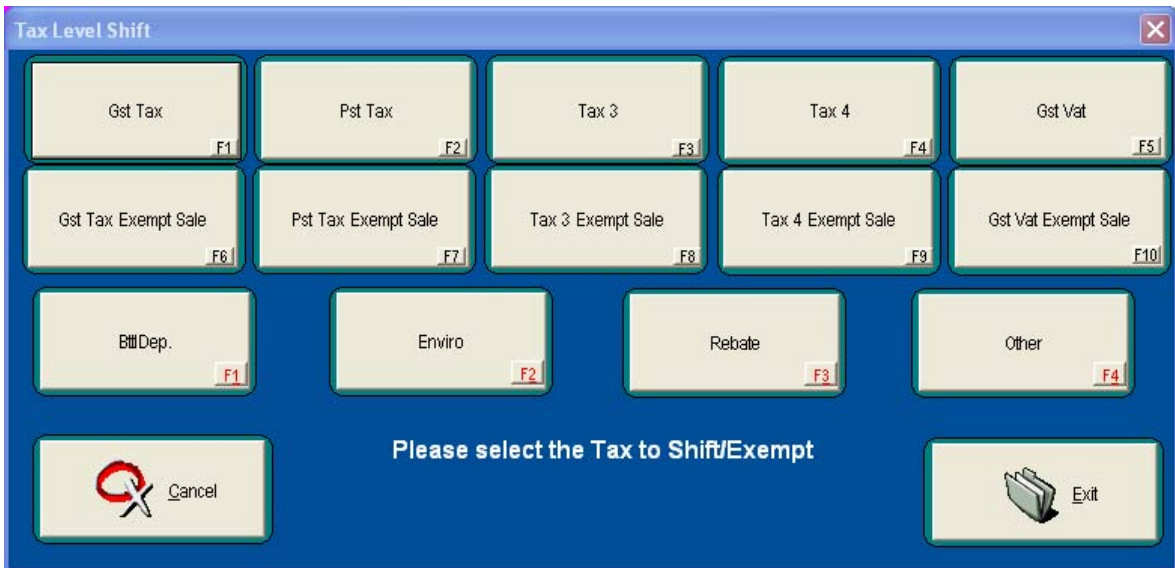 Tax Level Shift
Gst Tax
F1
Pst Tax
F2
Tax 3
F3
Tax 4
F4
Gst Vat
F5
Gst Tax Exempt Sale
F6
Pst Tax Exempt Sale
F7
Tax 3 Exempt Sale
F8
Tax 4 Exempt Sale
F9
Gst Vat Exempt Sale
F10
BttlDep.
F1
Enviro
F2
Rebate
F3
Other
F4
Cancel
Please select the Tax to Shift/Exempt
Exit